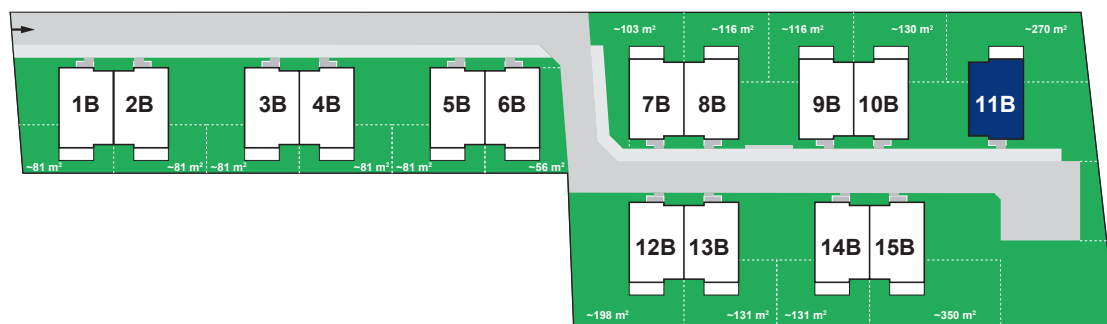 ~103 m²
~116 m²
~116 m²
~130 m²
~270 m²
1B
2B
3B
4B
5B
6B
7B
8B
9B
10B
11B
~81 m²
~81 m²
~81 m²
~81 m²
~81 m²
~56 m²
12B
13B
14B
15B
~198 m²
~131 m²
~131 m²
~350 m²